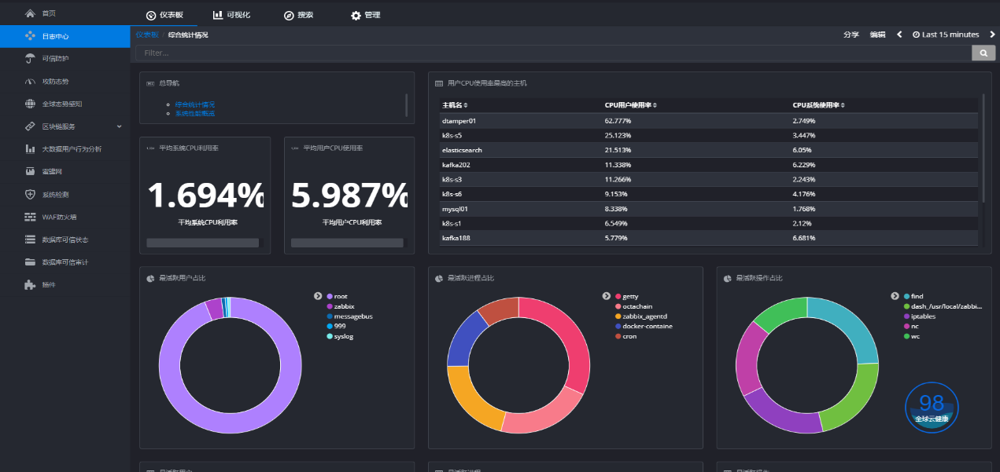 首页
日志中心
可信防护
攻防态势
全球态势感知
区块链服务
大数据用户行为分析
蜜罐网
系统检测
WAF防火墙
数据库可信状态
数据库可信审计
插件
仪表板 可视化 搜索 管理
仪表板 / 综合统计情况
分享 编辑 Last 15 minutes
Filter...
总导航
综合统计情况
系统性能概览
平均系统CPU利用率
1.694%
平均系统CPU利用率
平均用户CPU使用率
5.987%
平均用户CPU利用率
用户CPU使用率最高的主机
主机名 CPU用户使用率 CPU系统使用率
dtamper01 62.777% 2.749%
k8s-s5 25.123% 3.447%
elasticsearch 21.513% 6.05%
kafka202 11.338% 6.229%
k8s-s3 11.266% 2.243%
k8s-s6 9.153% 4.176%
mysql01 8.338% 1.768%
k8s-s1 6.549% 2.12%
kafka188 5.779% 6.681%
最活跃用户占比
root
zabbix
messagebus
999
syslog
最活跃进程占比
getty
octachain
zabbix_agentd
docker-containe
cron
最活跃操作占比
find
dash_/usr/local/zabbi...
iptables
nc
wc
98
全球云健康